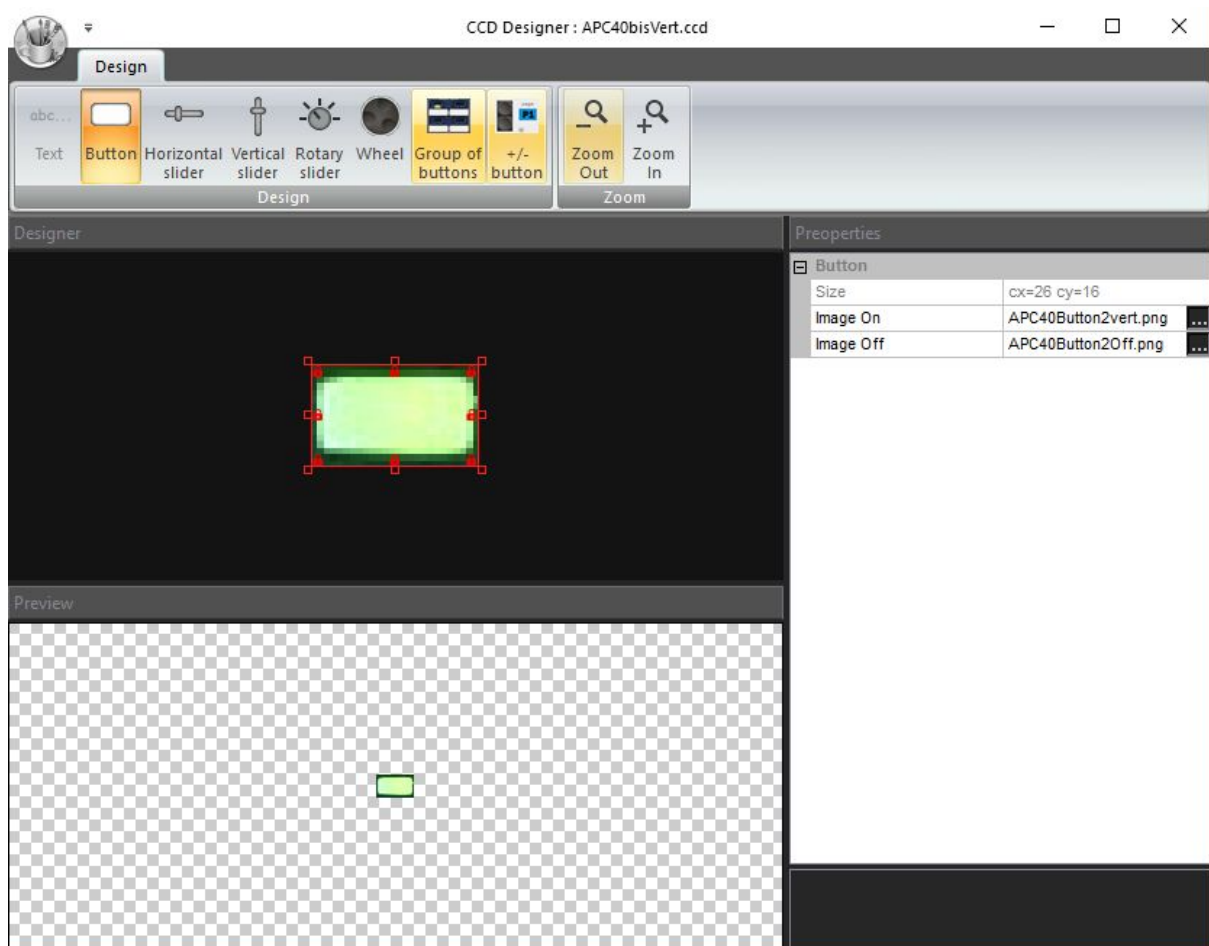 CCD Designer : APC40bisVert.ccd
Design
abc...
Text
Button
Horizontal
slider
Vertical
slider
Rotary
slider
Wheel
Group of
buttons
P1
+/-
button
Zoom
Out
Zoom
In
Design
Zoom
Designer
Preoperties
Button
Size cx=26 cy=16
Image On APC40Button2vert.png ...
Image Off APC40Button2Off.png ...
Preview